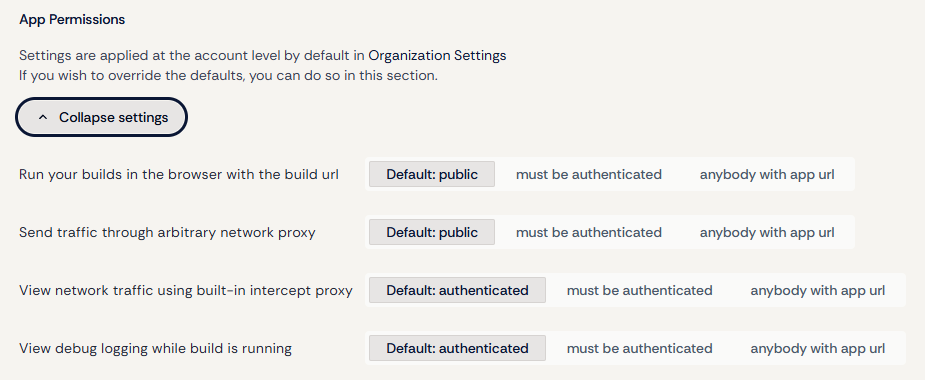 App Permissions
Settings are applied at the account level by default in Organization Settings
If you wish to override the defaults, you can do so in this section.
Collapse settings
Run your builds in the browser with the build url Default: public must be authenticated anybody with app url
Send traffic through arbitrary network proxy Default: public must be authenticated anybody with app url
View network traffic using built-in intercept proxy Default: authenticated must be authenticated anybody with app url
View debug logging while build is running Default: authenticated must be authenticated anybody with app url